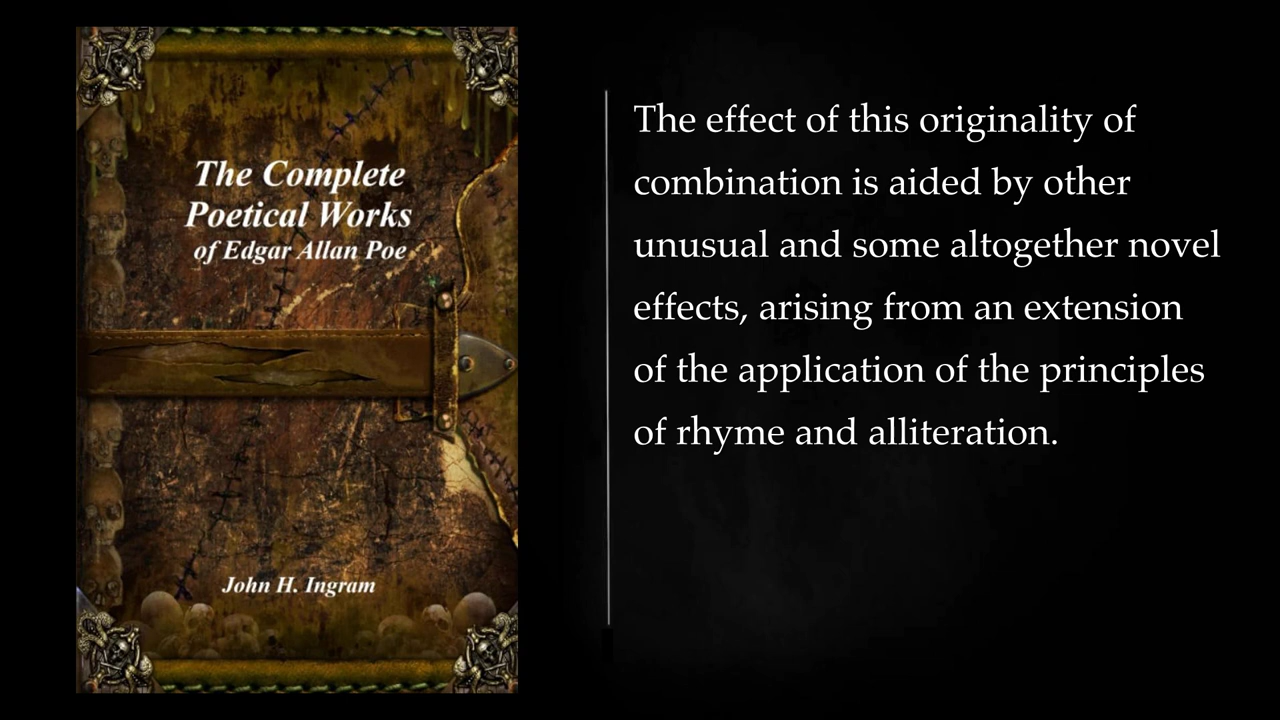 The Complete
Poetical Works
of Edgar Allan Poe
John H. Ingram
The effect of this originality of
combination is aided by other
unusual and some altogether novel
effects, arising from an extension
of the application of the principles
of rhyme and alliteration.